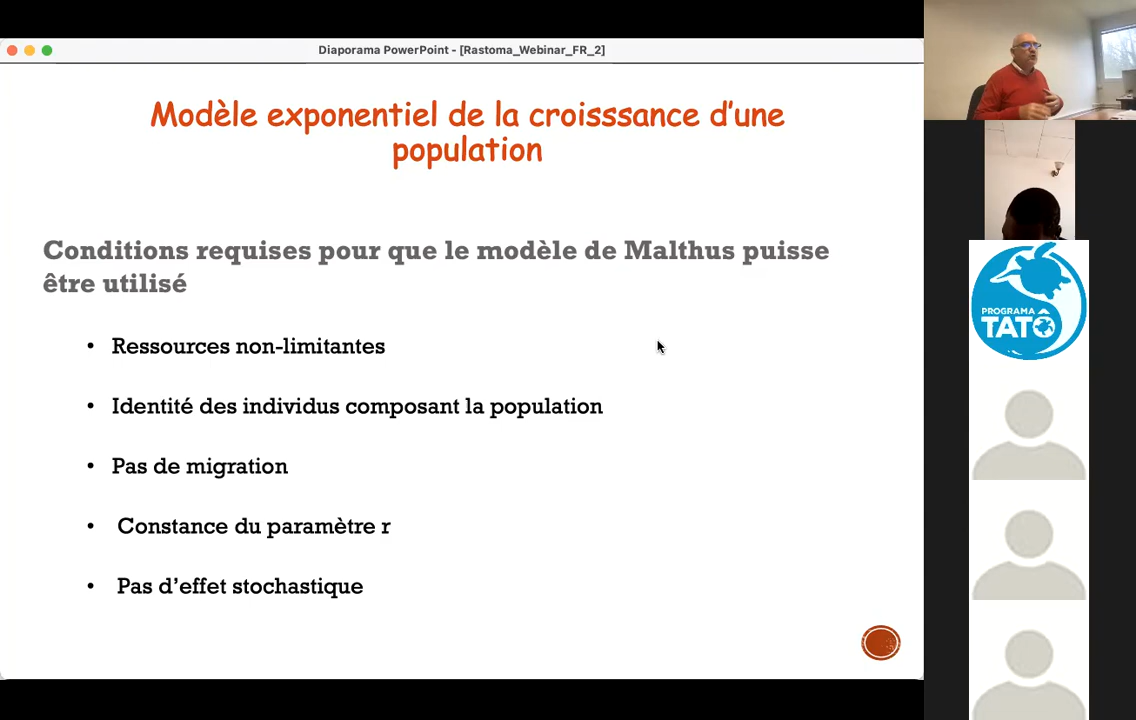 Diaporama PowerPoint - [Rastoma_Webinar_FR_2]
Modèle exponentiel de la croisssance d’une
population
Conditions requises pour que le modèle de Malthus puisse
être utilisé
• Ressources non-limitantes
• Identité des individus composant la population
• Pas de migration
• Constance du paramètre r
• Pas d’effet stochastique
PROGRAMA
TATÔ